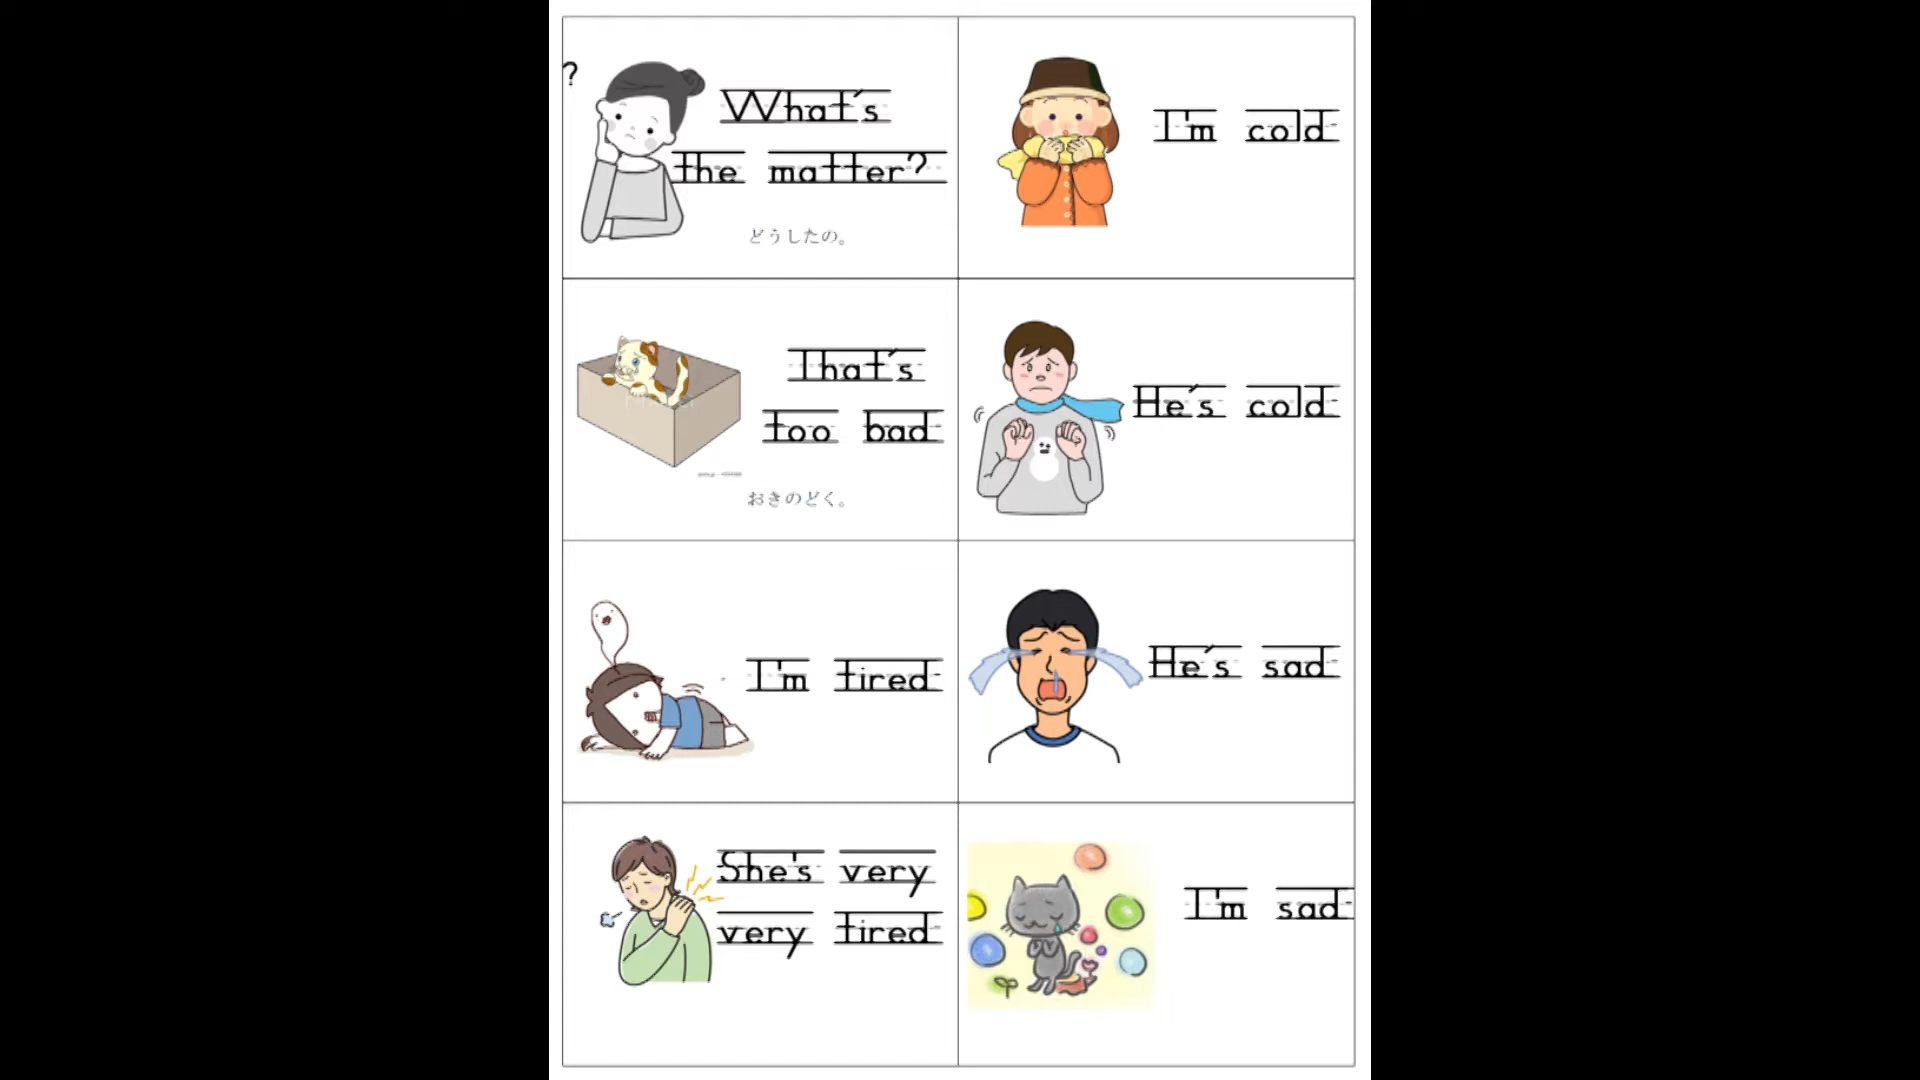 ?
What's
the matter?
どうしたの。
I'm cold
That's
too bad
おきのどく。
He's cold
I'm tired
He's sad
She's very
very tired
I'm sad